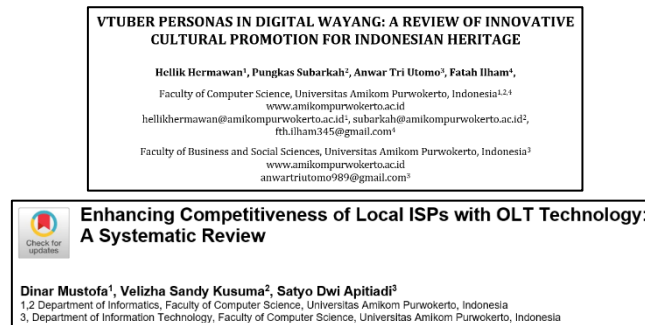 VTUBER PERSONAS IN DIGITAL WAYANG: A REVIEW OF INNOVATIVE
CULTURAL PROMOTION FOR INDONESIAN HERITAGE
Hellik Hermawan¹, Pungkas Subarkah², Anwar Tri Utomo³, Fatah Ilham⁴,
Faculty of Computer Science, Universitas Amikom Purwokerto, Indonesia¹,²,⁴
www.amikompurwokerto.ac.id
hellikhermawan@amikompurwokerto.ac.id¹, subarkah@amikompurwokerto.ac.id²,
fth.ilham345@gmail.com⁴
Faculty of Business and Social Sciences, Universitas Amikom Purwokerto, Indonesia³
www.amikompurwokerto.ac.id
anwartriutomo989@gmail.com³
Check for
updates
Enhancing Competitiveness of Local ISPs with OLT Technology:
A Systematic Review
Dinar Mustofa¹, Velizha Sandy Kusuma², Satyo Dwi Apitiadi³
1,2 Department of Informatics, Faculty of Computer Science, Universitas Amikom Purwokerto, Indonesia
3, Department of Information Technology, Faculty of Computer Science, Universitas Amikom Purwokerto, Indonesia